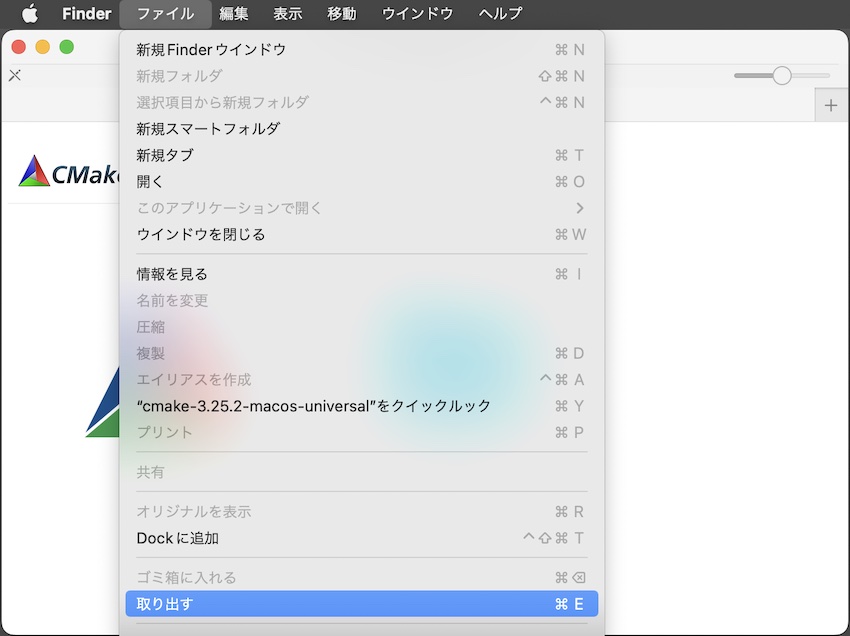 Finder ファイル 編集 表示 移動 ウインドウ ヘルプ
新規Finderウインドウ ⌘ N
新規フォルダ ⇧⌘ N
選択項目から新規フォルダ ^⌘ N
新規スマートフォルダ
新規タブ ⌘ T
開く ⌘ O
このアプリケーションで開く >
ウインドウを閉じる ⌘ W
CMak
情報を見る ⌘ I
名前を変更
圧縮
複製 ⌘ D
エイリアスを作成 ^⌘ A
“cmake-3.25.2-macos-universal”をクイックルック ⌘ Y
プリント ⌘ P
共有
オリジナルを表示 ⌘ R
Dockに追加 ^⇧⌘ T
ゴミ箱に入れる ⌘⌫
取り出す ⌘ E